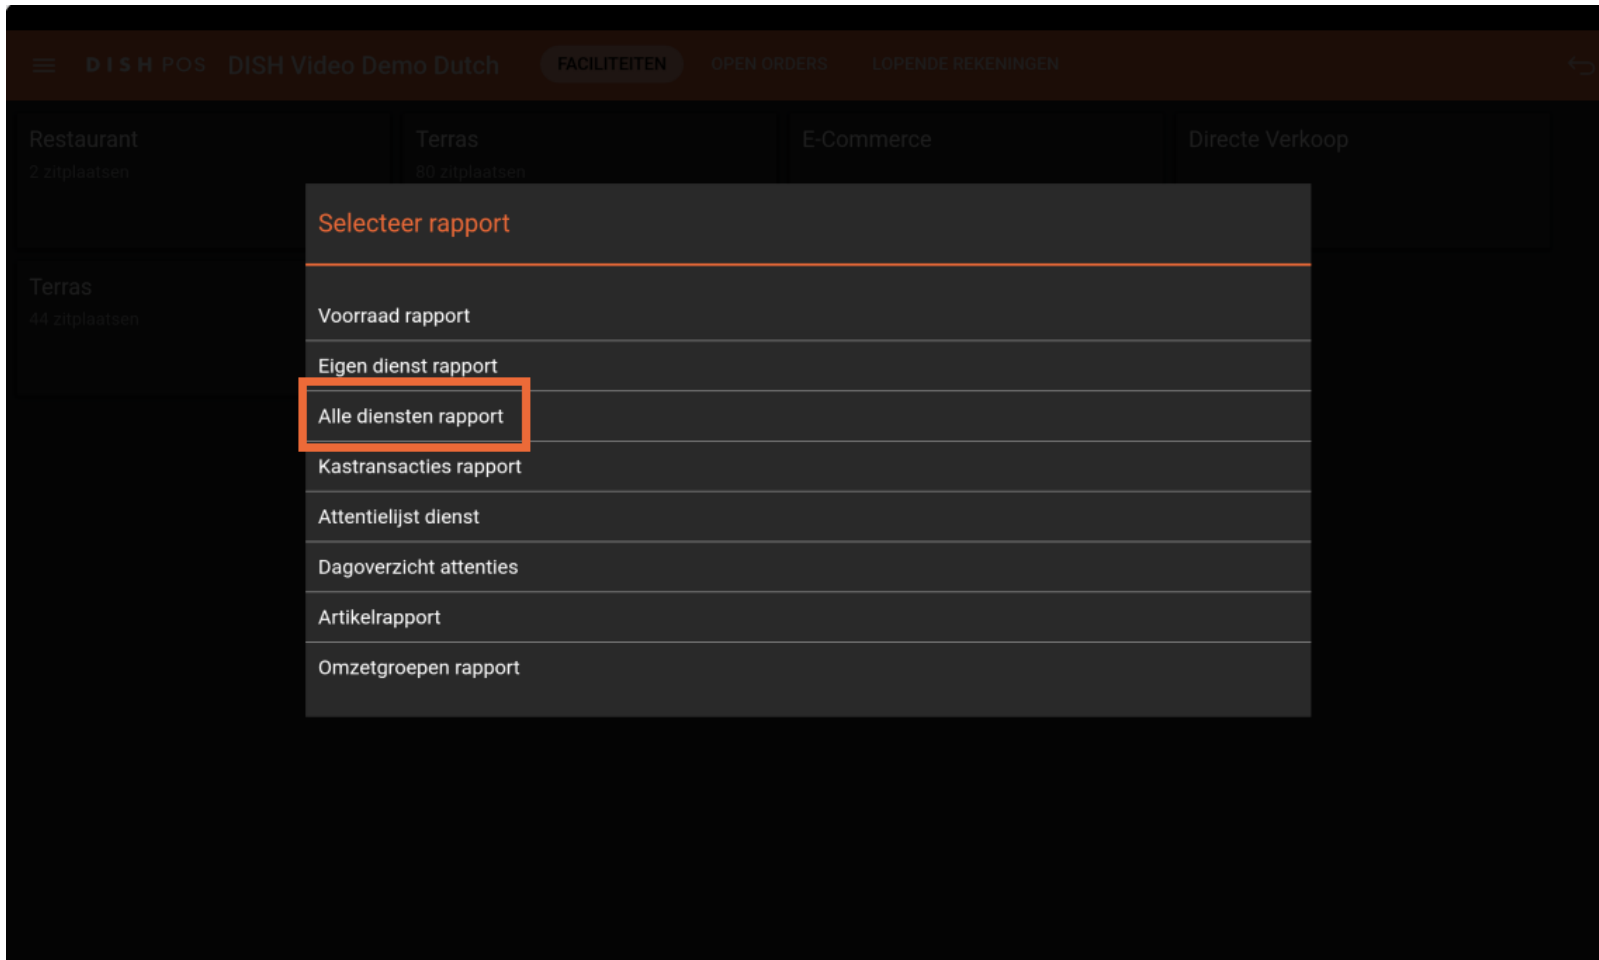 DISH POS DISH Video Demo Dutch FACILITEITEN OPEN ORDERS LOPENDE REKENINGEN
Restaurant Terras E-Commerce Directe Verkoop
2 zitplaatsen 80 zitplaatsen
Selecteer rapport
Terras
44 zitplaatsen
Voorraad rapport
Eigen dienst rapport
Alle diensten rapport
Kastransacties rapport
Attentielijst dienst
Dagoverzicht attenties
Artikelrapport
Omzetgroepen rapport